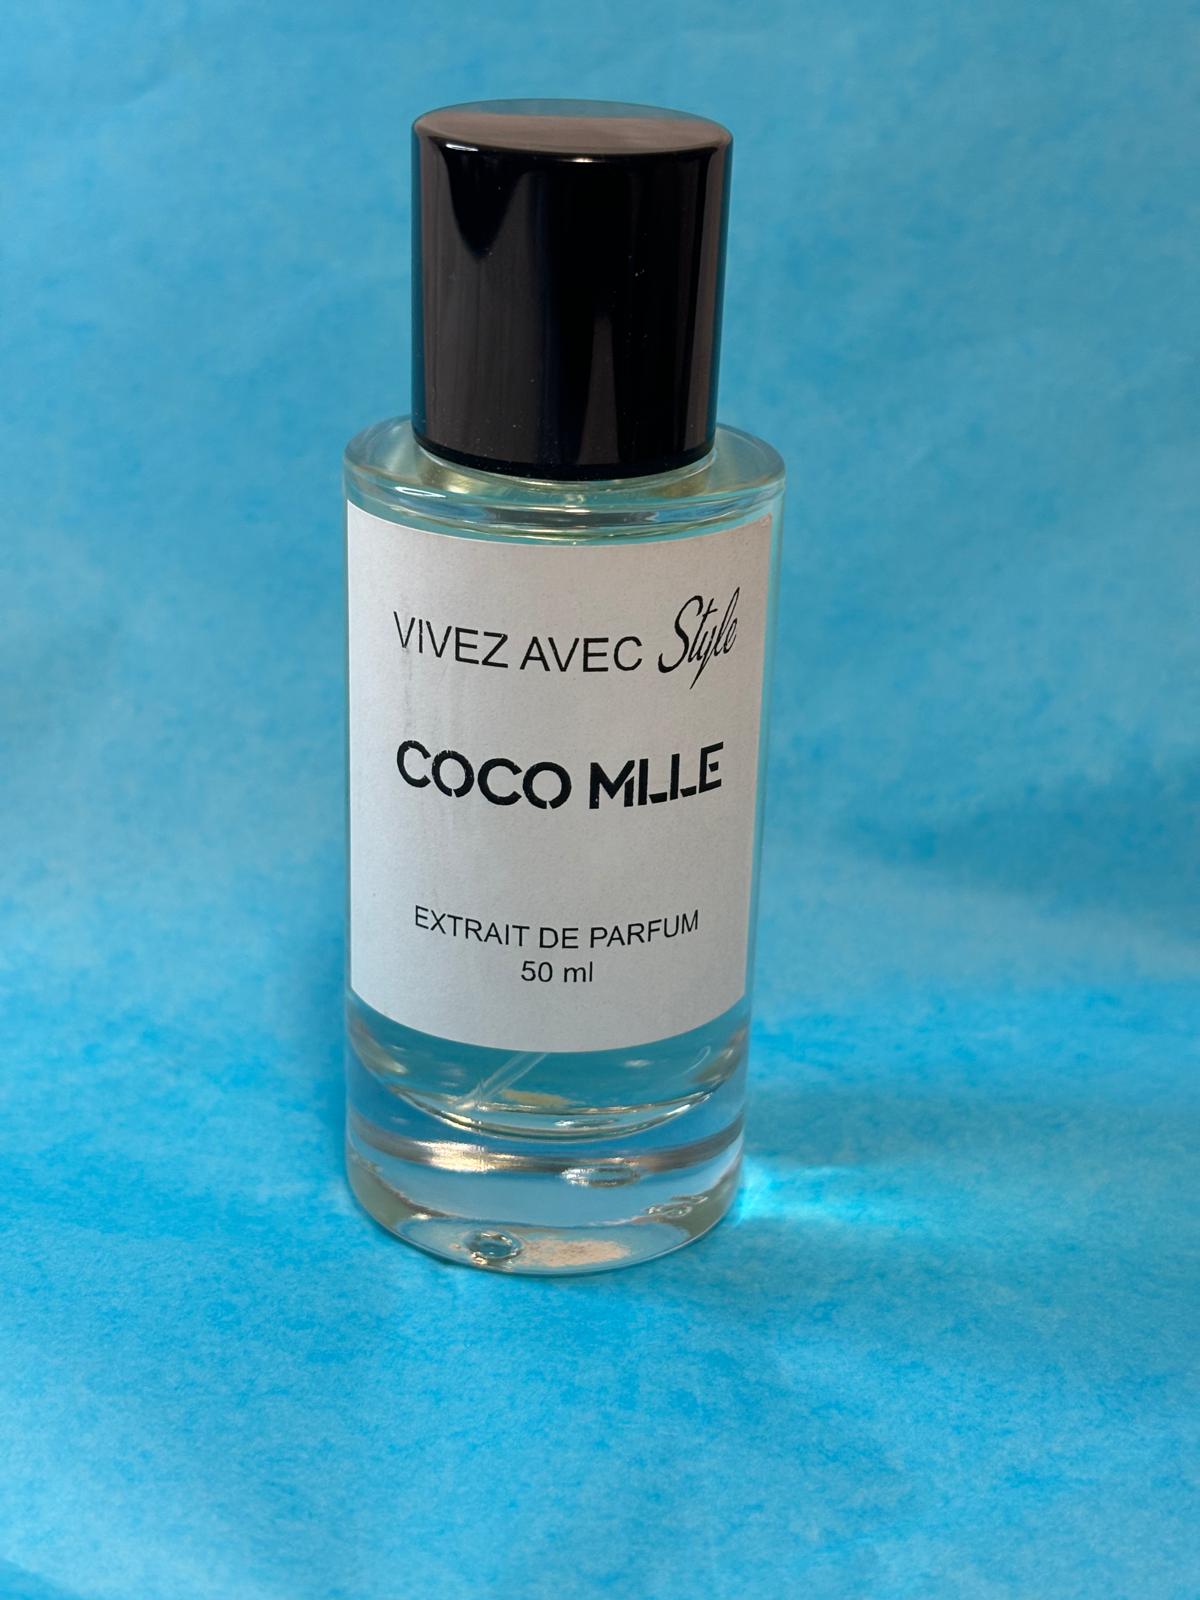 VIVEZ AVEC Style
COCO MLLE
EXTRAIT DE PARFUM
50 ml